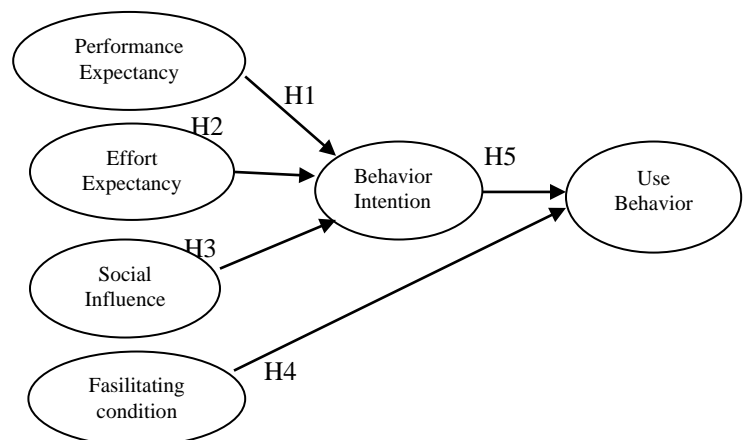 Performance
Expectancy
H1
H2
Effort
Expectancy
Behavior
Intention
H5
Use
Behavior
H3
Social
Influence
H4
Fasilitating
condition